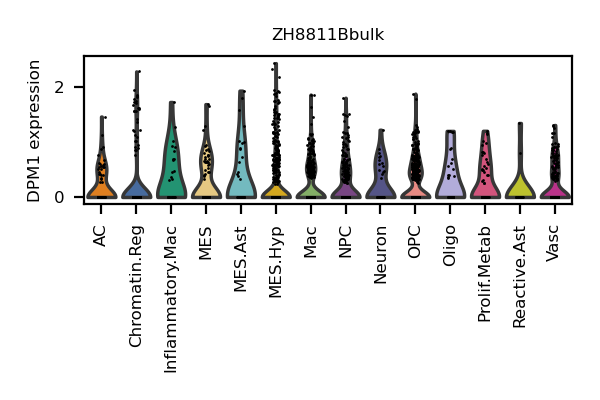 ZH8811Bbulk
DPM1 expression
2
0
AC
Chromatin.Reg
Inflammatory.Mac
MES
MES.Ast
MES.Hyp
Mac
NPC
Neuron
OPC
Oligo
Prolif.Metab
Reactive.Ast
Vasc